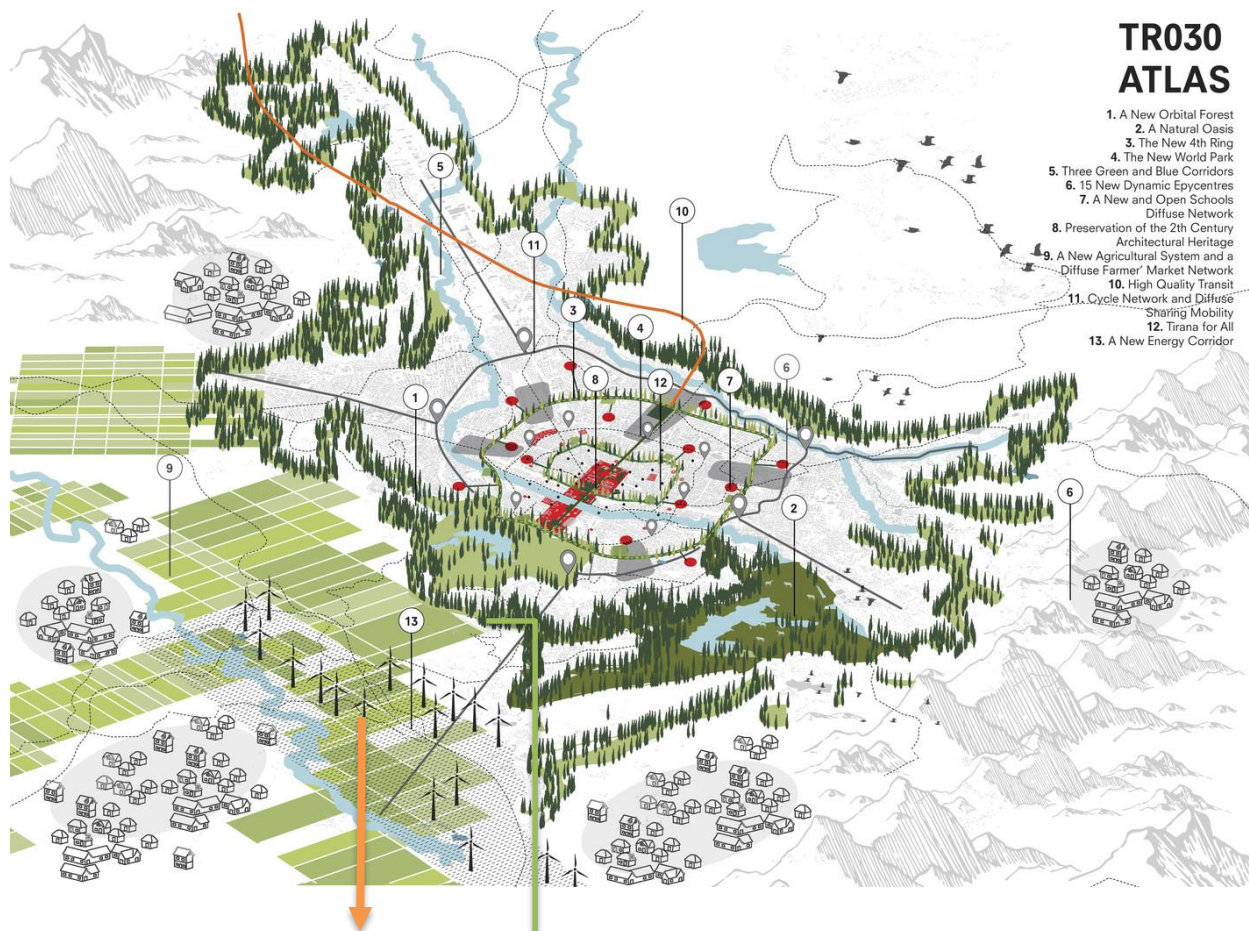 TR030
ATLAS
1. A New Orbital Forest
2. A Natural Oasis
3. The New 4th Ring
4. The New World Park
5. Three Green and Blue Corridors
6. 15 New Dynamic Epycentres
7. A New and Open Schools
Diffuse Network
8. Preservation of the 2th Century
Architectural Heritage
9. A New Agricultural System and a
Diffuse Farmer' Market Network
10. High Quality Transit
11. Cycle Network and Diffuse
Sharing Mobility
12. Tirana for All
13. A New Energy Corridor
5
10
11
3
4
8
12
7
6
1
9
2
6
13